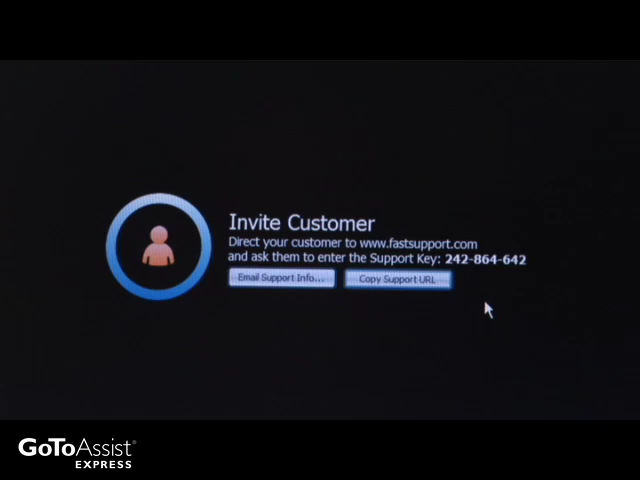 Invite Customer
Direct your customer to www.fastsupport.com
and ask them to enter the Support Key: 242-864-642
Email Support Info...
Copy Support URL
GoToAssist®
EXPRESS